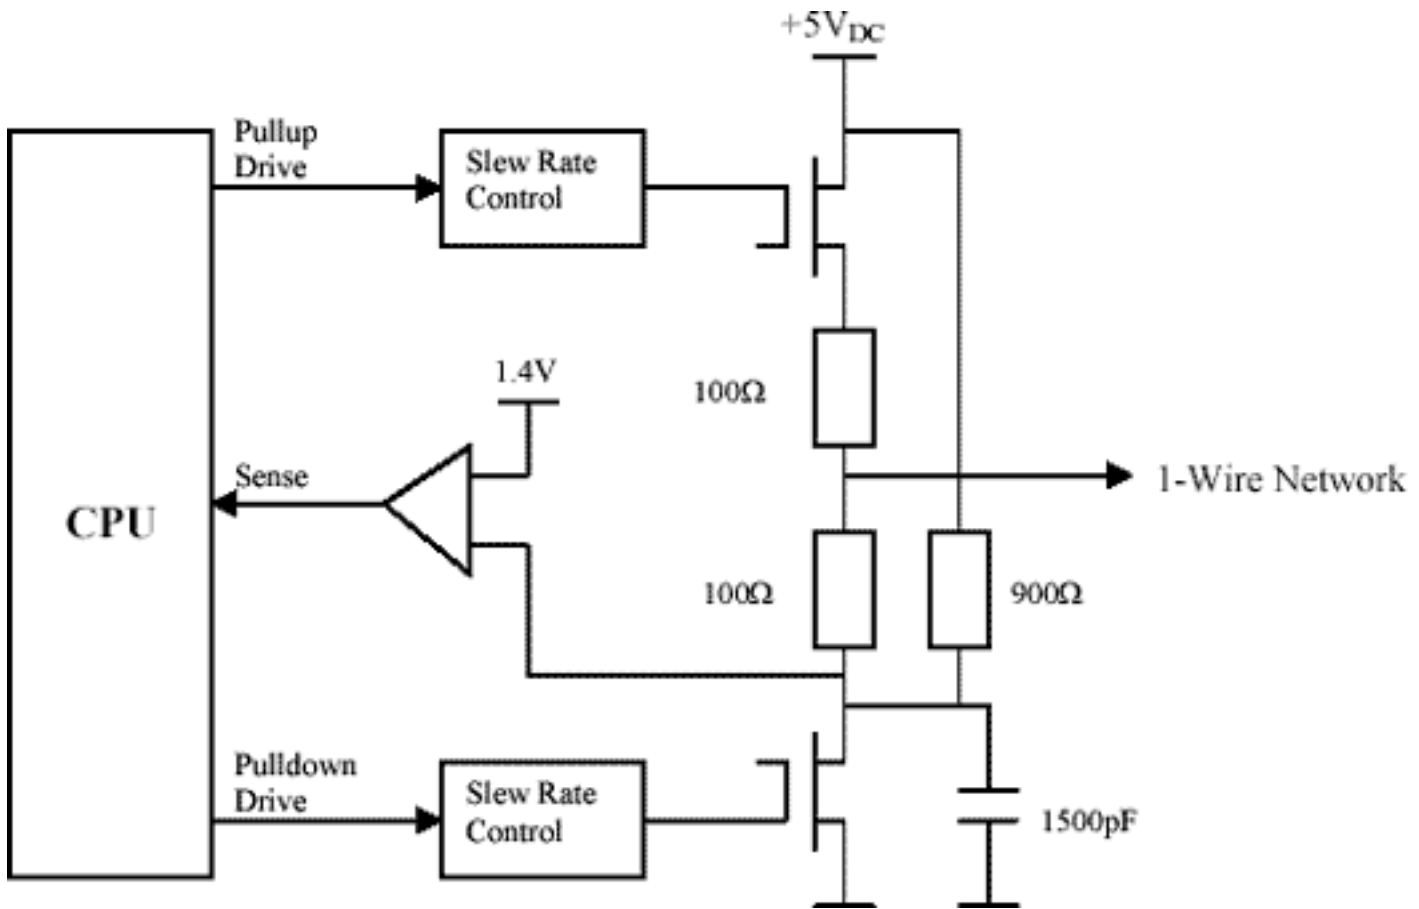 +5VDC
Pullup
Drive
Slew Rate
Control
1.4V
100Ω
Sense
1-Wire Network
CPU
100Ω
900Ω
Pulldown
Drive
Slew Rate
Control
1500pF